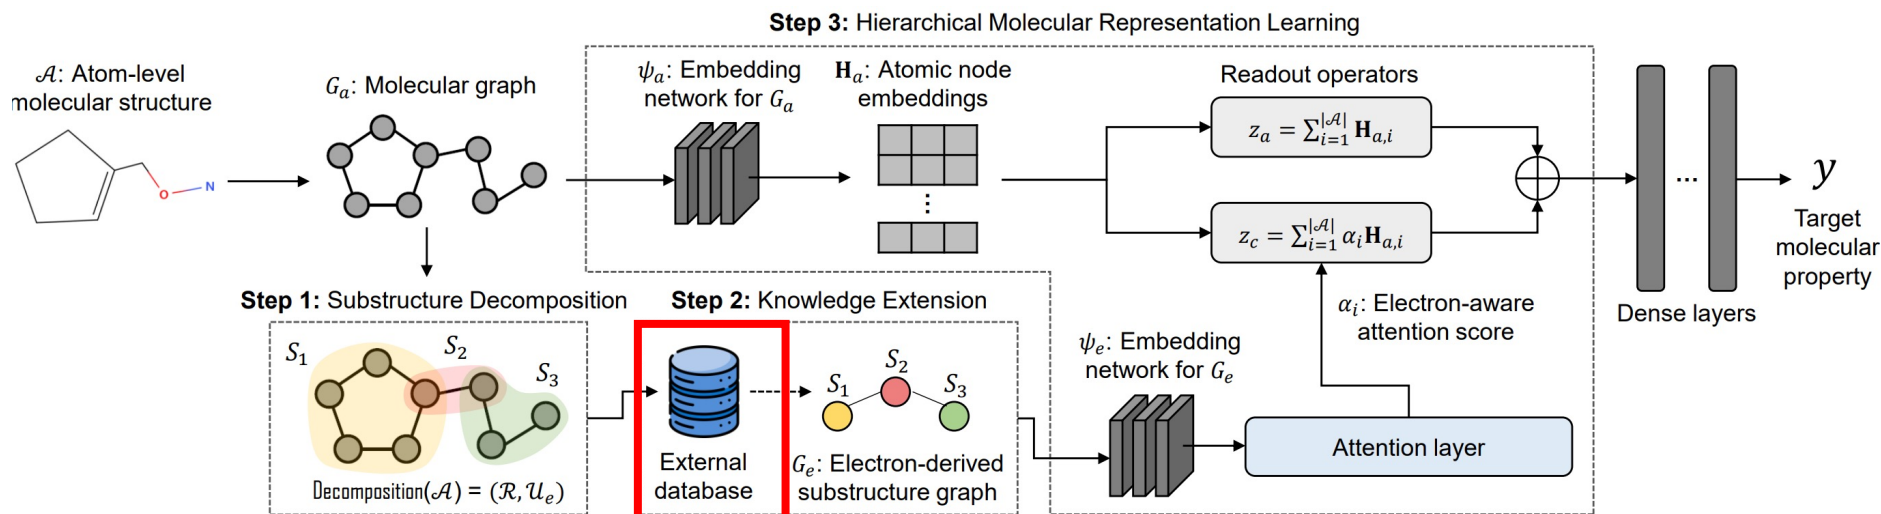 Step 3: Hierarchical Molecular Representation Learning
𝒜: Atom-level
molecular structure
O
N
G_a: Molecular graph
ψ_a: Embedding
network for G_a
H_a: Atomic node
embeddings
⋮
Readout operators
z_a = ∑_{i=1}^{|𝒜|} H_{a,i}
z_c = ∑_{i=1}^{|𝒜|} α_i H_{a,i}
...
Dense layers
y
Target
molecular
property
Step 1: Substructure Decomposition
S_1
S_2
S_3
Decomposition(𝒜) = (ℛ, 𝒰_e)
Step 2: Knowledge Extension
External
database
S_1
S_2
S_3
G_e: Electron-derived
substructure graph
ψ_e: Embedding
network for G_e
α_i: Electron-aware
attention score
Attention layer